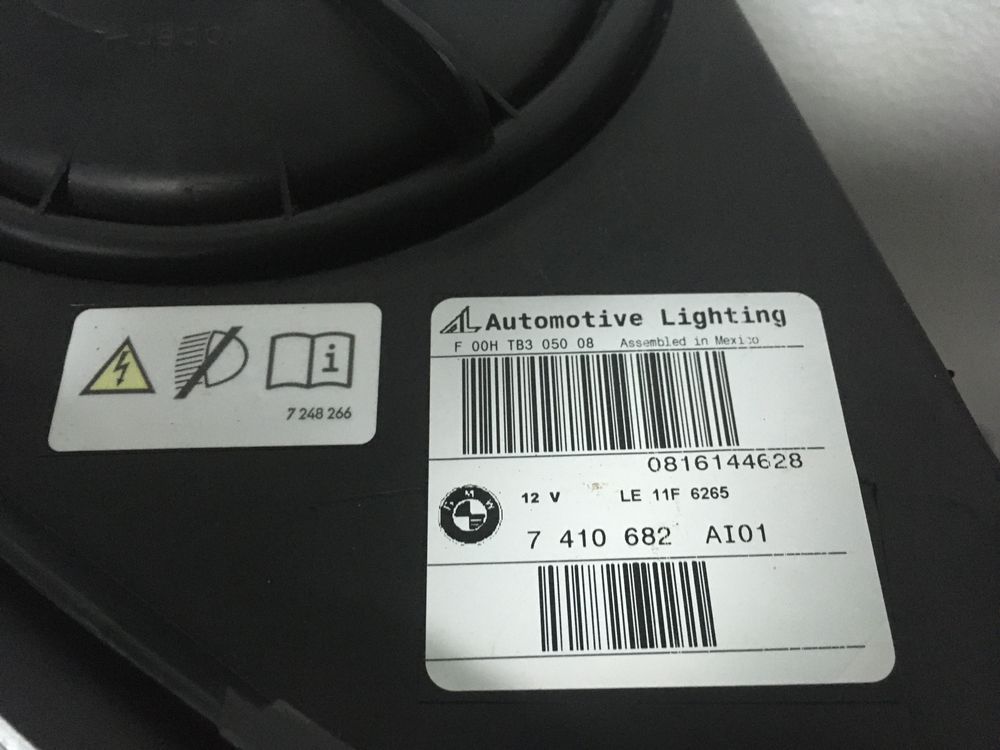 7 248 266
Automotive Lighting
F 00H TB3 050 08 Assembled in Mexico
0816144628
BMW
12 V LE 11F 6265
7 410 682 AI01